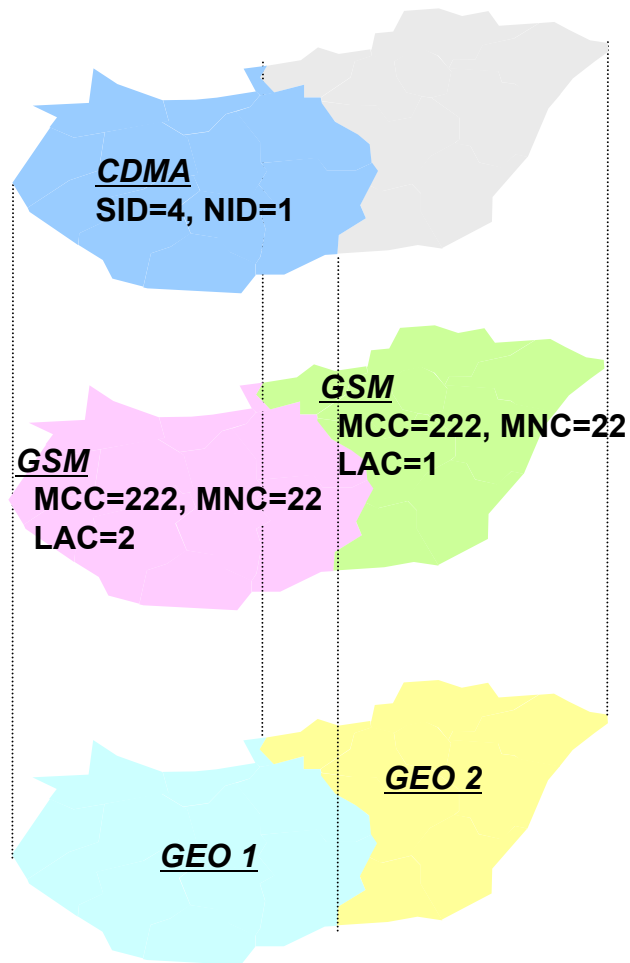 CDMA
SID=4, NID=1
GSM
MCC=222, MNC=22
LAC=1
GSM
MCC=222, MNC=22
LAC=2
GEO 2
GEO 1